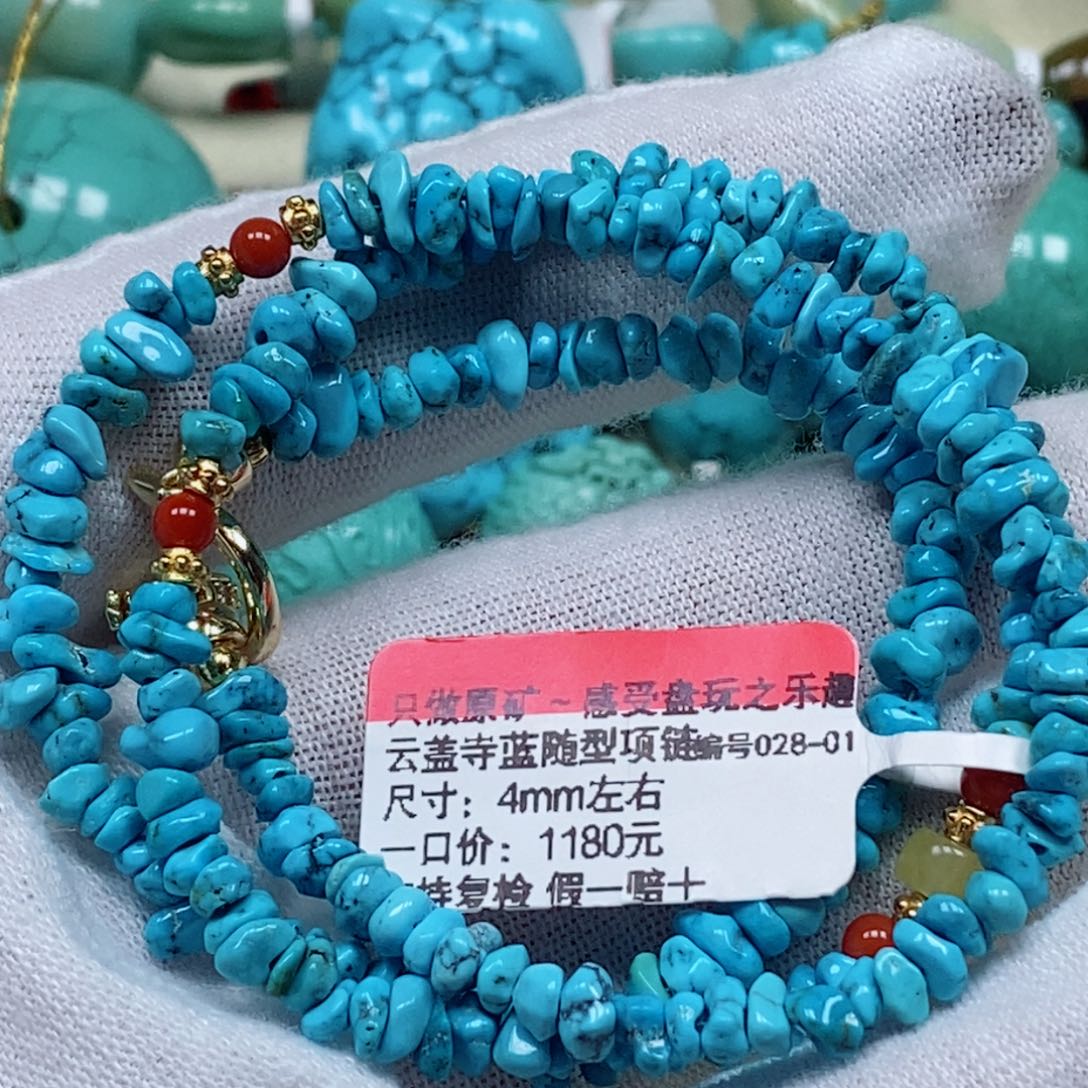 只做原矿~感受盘玩之乐趣
云盖寺蓝随型项链编号028-01
尺寸：4mm左右
一口价：1180元
支持复检 假一赔十